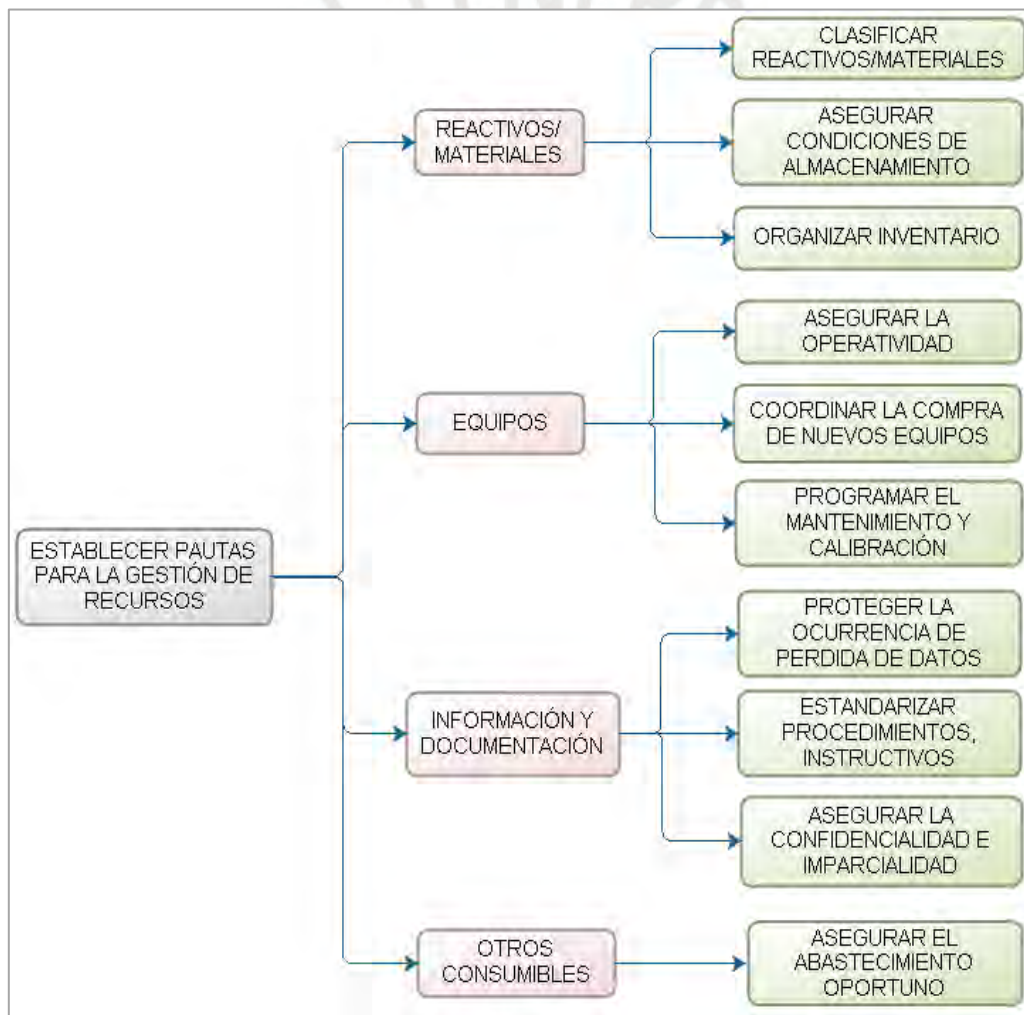 CLASIFICAR
REACTIVOS/MATERIALES
REACTIVOS/
MATERIALES
ASEGURAR
CONDICIONES DE
ALMACENAMIENTO
ORGANIZAR INVENTARIO
ASEGURAR LA
OPERATIVIDAD
EQUIPOS
COORDINAR LA COMPRA
DE NUEVOS EQUIPOS
PROGRAMAR EL
MANTENIMIENTO Y
CALIBRACIÓN
ESTABLECER PAUTAS
PARA LA GESTIÓN DE
RECURSOS
PROTEGER LA
OCURRENCIA DE
PERDIDA DE DATOS
INFORMACIÓN Y
DOCUMENTACIÓN
ESTANDARIZAR
PROCEDIMIENTOS,
INSTRUCTIVOS
ASEGURAR LA
CONFIDENCIALIDAD E
IMPARCIALIDAD
OTROS
CONSUMIBLES
ASEGURAR EL
ABASTECIMIENTO
OPORTUNO